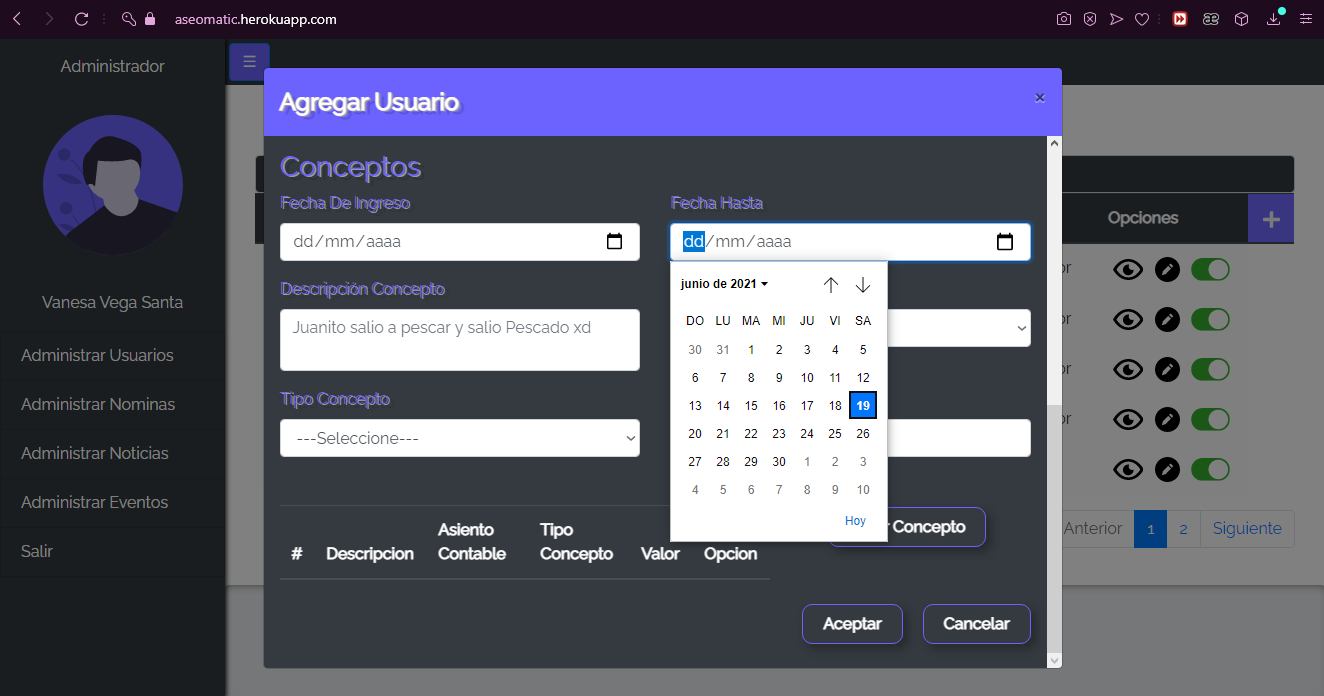 aseomatic.herokuapp.com
Administrador
Vanesa Vega Santa
Administrar Usuarios
Administrar Nominas
Administrar Noticias
Administrar Eventos
Salir
Agregar Usuario
×
Conceptos
Fecha De Ingreso
Fecha Hasta
dd/mm/aaaa
dd/mm/aaaa
Descripción Concepto
Juanito salio a pescar y salio Pescado xd
Tipo Concepto
---Seleccione---
junio de 2021
DO LU MA MI JU VI SA
30 31 1 2 3 4 5
6 7 8 9 10 11 12
13 14 15 16 17 18 19
20 21 22 23 24 25 26
27 28 29 30 1 2 3
4 5 6 7 8 9 10
Hoy
Concepto
# Descripcion Asiento Contable Tipo Concepto Valor Opcion
Aceptar
Cancelar
Opciones
+
or
or
or
or
Anterior 1 2 Siguiente